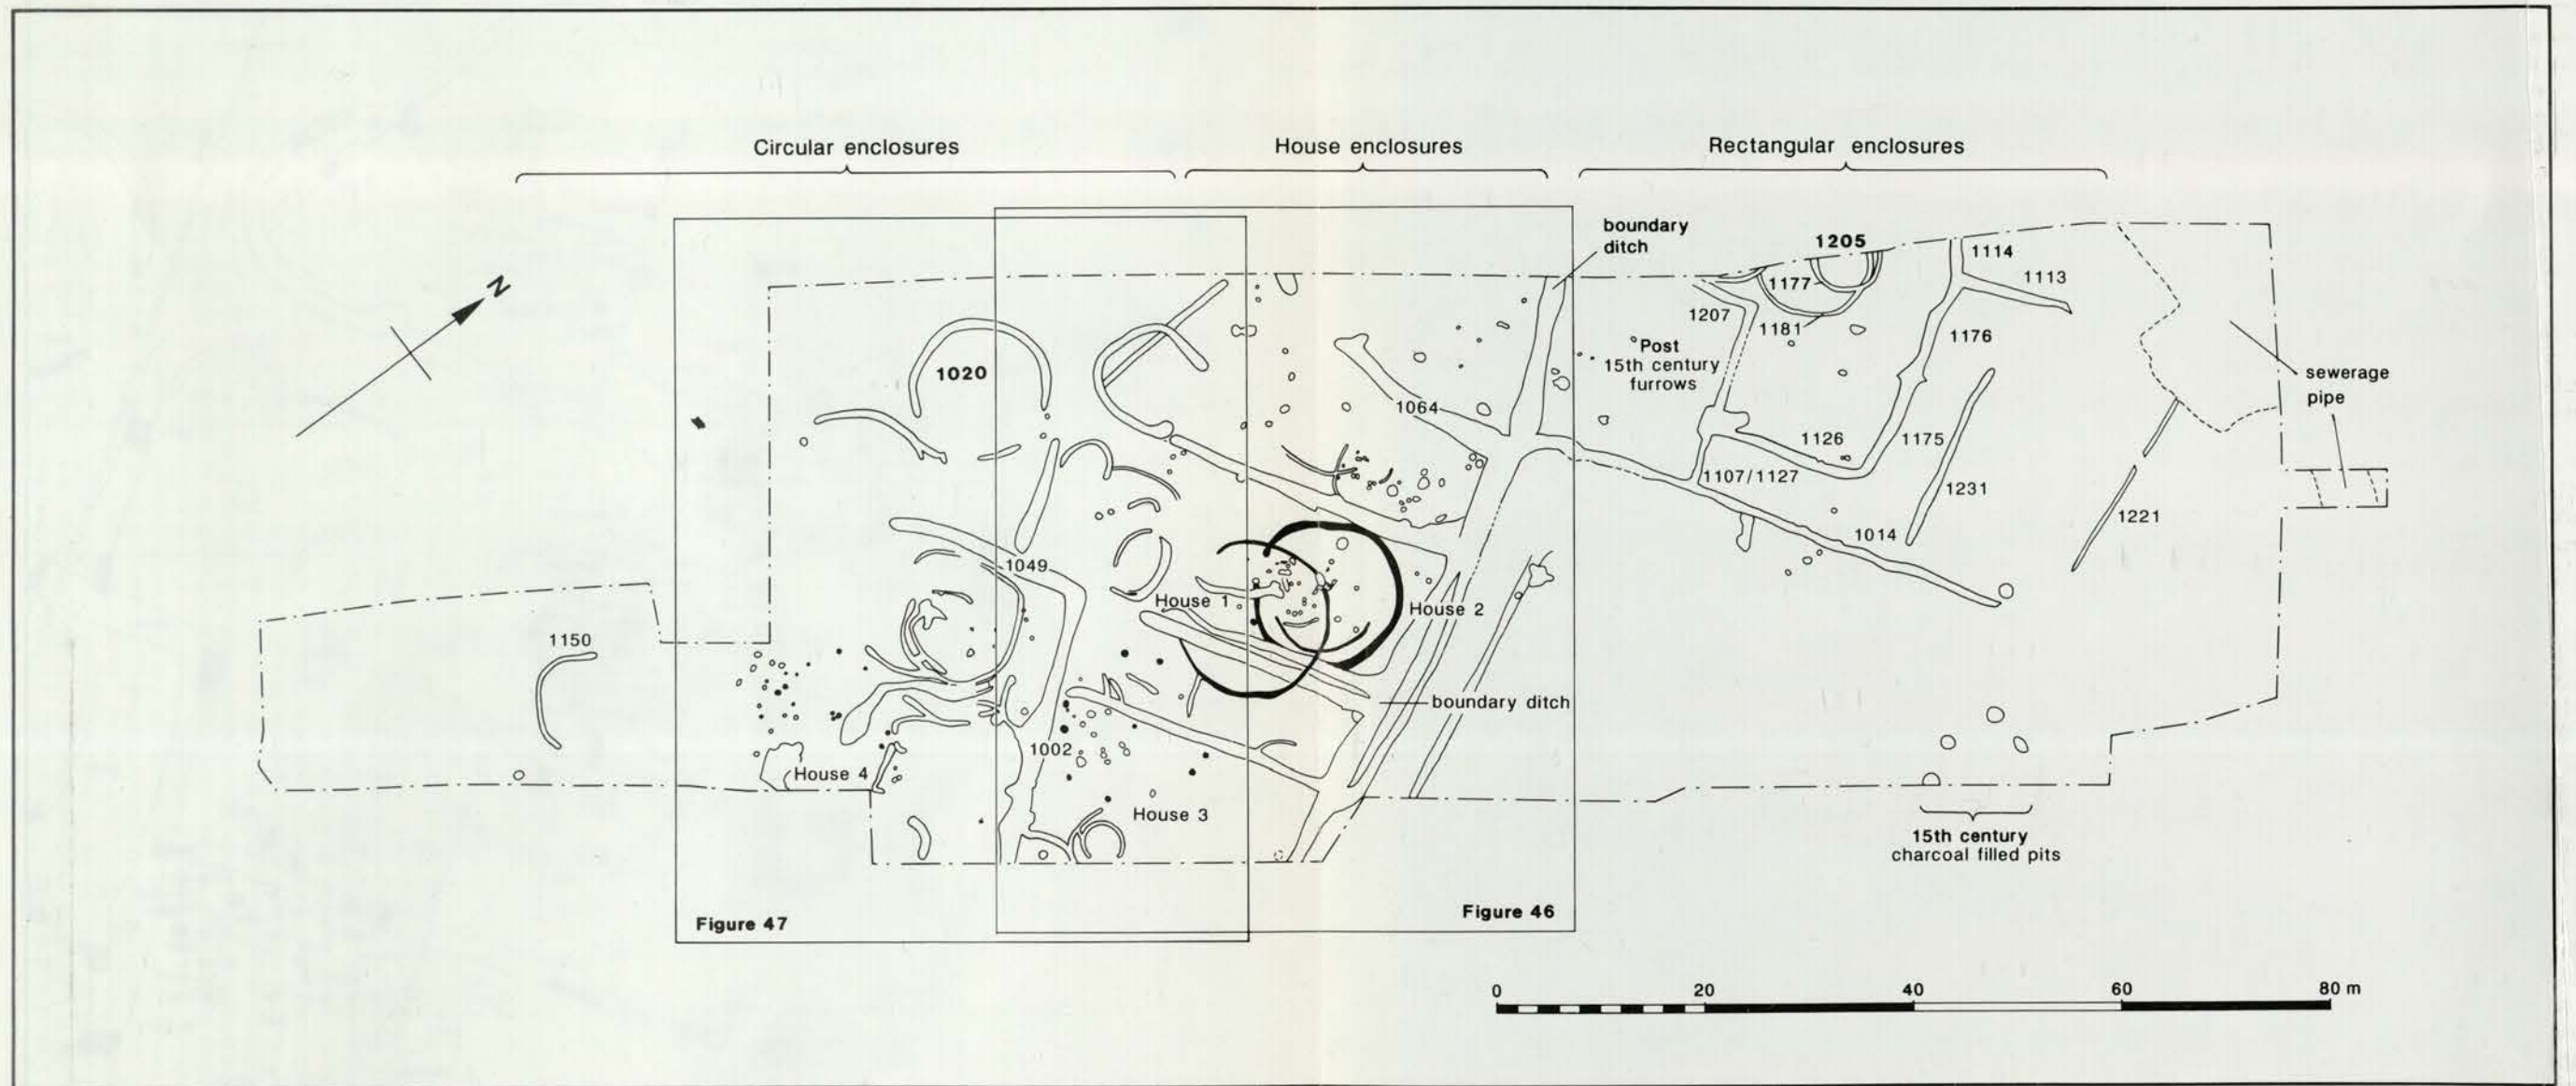 Circular enclosures
House enclosures
Rectangular enclosures
boundary
ditch
1205
1114
1177
1113
N
1207
1181
1176
°Post
15th century
furrows
1020
sewerage
pipe
1064
1126
1175
1107/1127
1231
1221
1014
1049
House 1
House 2
1150
boundary ditch
1002
House 4
House 3
15th century
charcoal filled pits
Figure 47
Figure 46
0 20 40 60 80 m